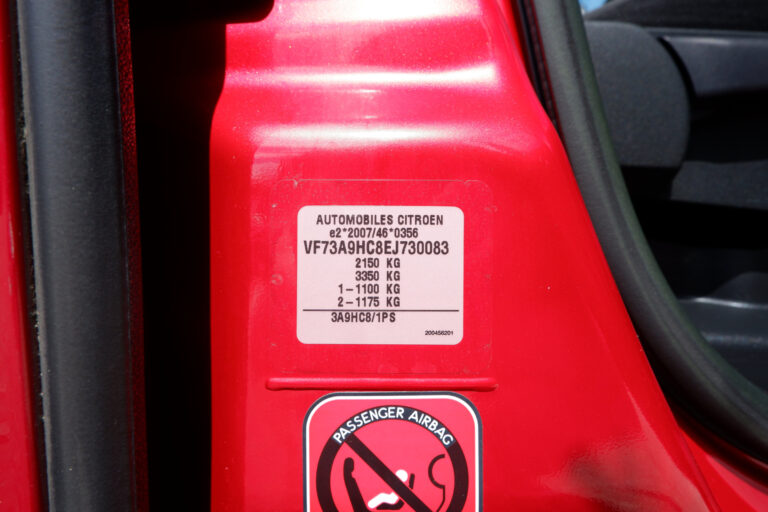 AUTOMOBILES CITROEN
e2*2007/46*0356
VF73A9HC8EJ730083
2150 KG
3350 KG
1-1100 KG
2-1175 KG
3A9HC8/1PS
200456201
PASSENGER AIRBAG